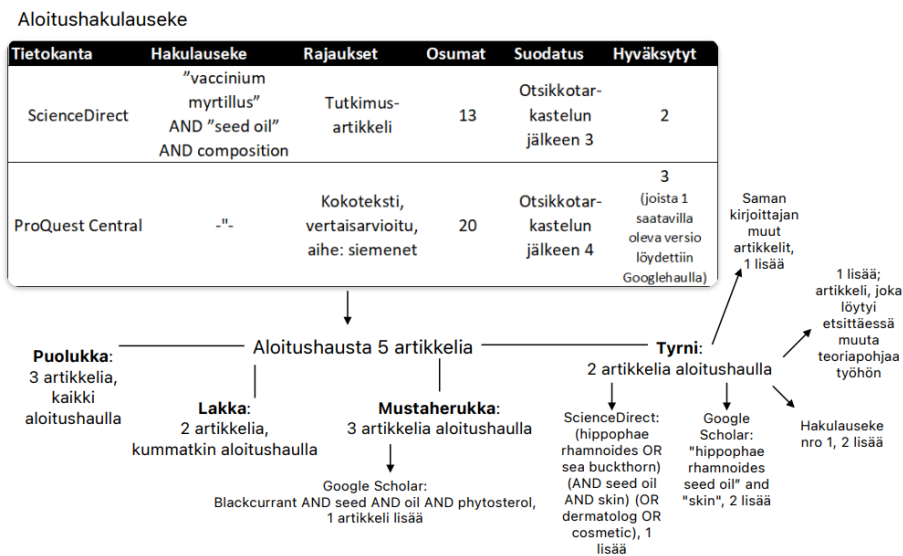 Aloitushakulauseke
Tietokanta Hakulauseke Rajaukset Osumat Suodatus Hyväksytyt
ScienceDirect
”vaccinium
myrtillus”
AND ”seed oil”
AND composition
Tutkimus-
artikkeli
13
Otsikkotar-
kastelun
jälkeen 3
2
ProQuest Central
-"-
Kokoteksti,
vertaisarvioitu,
aihe: siemenet
20
Otsikkotar-
kastelun
jälkeen 4
3
(joista 1
saatavilla
oleva versio
löydettiin
Googlehaulla)
Saman
kirjoittajan
muut
artikkelit,
1 lisää
1 lisää;
artikkeli, joka
löytyi
etsittäessä
muuta
teoriapohjaa
työhön
Aloitushausta 5 artikkelia
Puolukka:
3 artikkelia,
kaikki
aloitushaulla
Lakka:
2 artikkelia,
kummatkin aloitushaulla
Mustaherukka:
3 artikkelia aloitushaulla
Google Scholar:
Blackcurrant AND seed AND oil AND phytosterol,
1 artikkeli lisää
Tyrni:
2 artikkelia aloitushaulla
ScienceDirect:
(hippophae
rhamnoides OR
sea buckthorn)
(AND seed oil
AND skin) (OR
dermatolog OR
cosmetic), 1
lisää
Google
Scholar:
"hippophae
rhamnoides
seed oil” and
"skin", 2 lisää
Hakulauseke
nro 1, 2 lisää